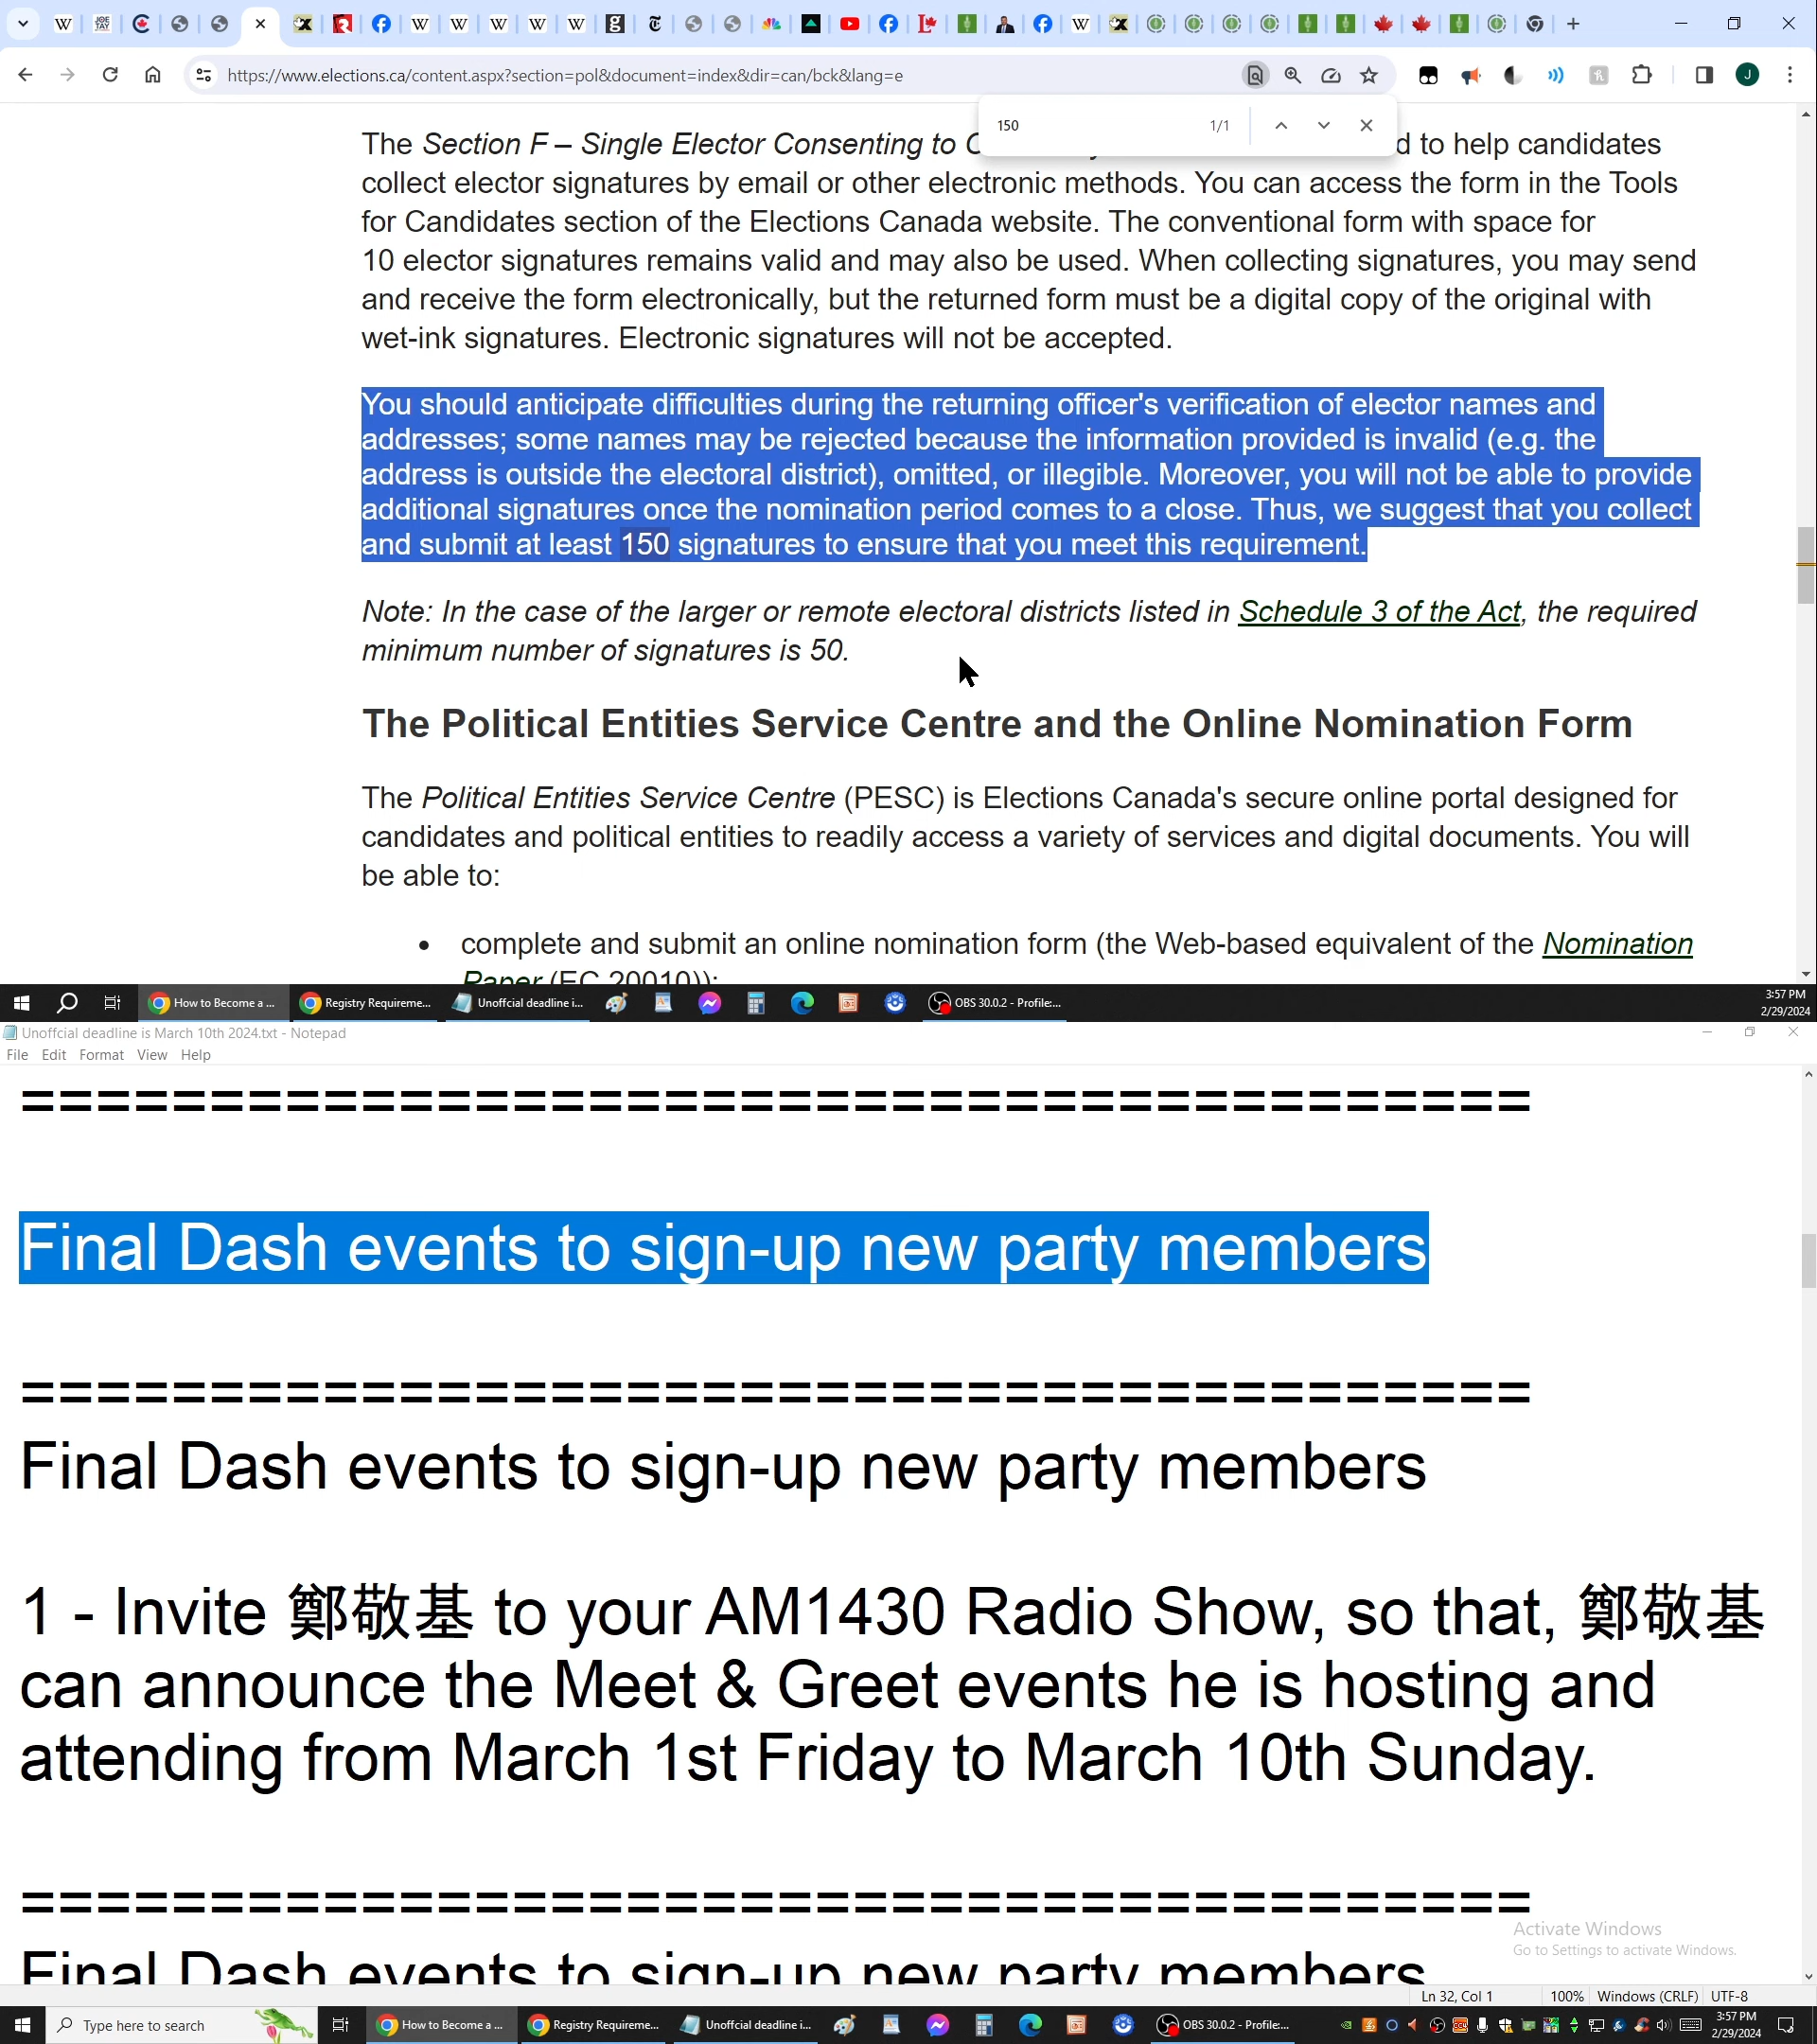 https://www.elections.ca/content.aspx?section=pol&document=index&dir=can/bck&lang=e
150 1/1
The Section F – Single Elector Consenting to
d to help candidates
collect elector signatures by email or other electronic methods. You can access the form in the Tools
for Candidates section of the Elections Canada website. The conventional form with space for
10 elector signatures remains valid and may also be used. When collecting signatures, you may send
and receive the form electronically, but the returned form must be a digital copy of the original with
wet-ink signatures. Electronic signatures will not be accepted.
You should anticipate difficulties during the returning officer's verification of elector names and
addresses; some names may be rejected because the information provided is invalid (e.g. the
address is outside the electoral district), omitted, or illegible. Moreover, you will not be able to provide
additional signatures once the nomination period comes to a close. Thus, we suggest that you collect
and submit at least 150 signatures to ensure that you meet this requirement.
Note: In the case of the larger or remote electoral districts listed in Schedule 3 of the Act, the required
minimum number of signatures is 50.
The Political Entities Service Centre and the Online Nomination Form
The Political Entities Service Centre (PESC) is Elections Canada's secure online portal designed for
candidates and political entities to readily access a variety of services and digital documents. You will
be able to:
• complete and submit an online nomination form (the Web-based equivalent of the Nomination
Paper (EC 20010));
How to Become a ... Registry Requireme... Unoffcial deadline i... OBS 30.0.2 - Profile:...
3:57 PM
2/29/2024
Unoffcial deadline is March 10th 2024.txt - Notepad
File Edit Format View Help
========================================
Final Dash events to sign-up new party members
========================================
Final Dash events to sign-up new party members
1 - Invite 鄭敬基 to your AM1430 Radio Show, so that, 鄭敬基
can announce the Meet & Greet events he is hosting and
attending from March 1st Friday to March 10th Sunday.
========================================
Final Dash events to sign-up new party members
Activate Windows
Go to Settings to activate Windows.
Ln 32, Col 1 100% Windows (CRLF) UTF-8
Type here to search How to Become a ... Registry Requireme... Unoffcial deadline i... OBS 30.0.2 - Profile:...
3:57 PM
2/29/2024